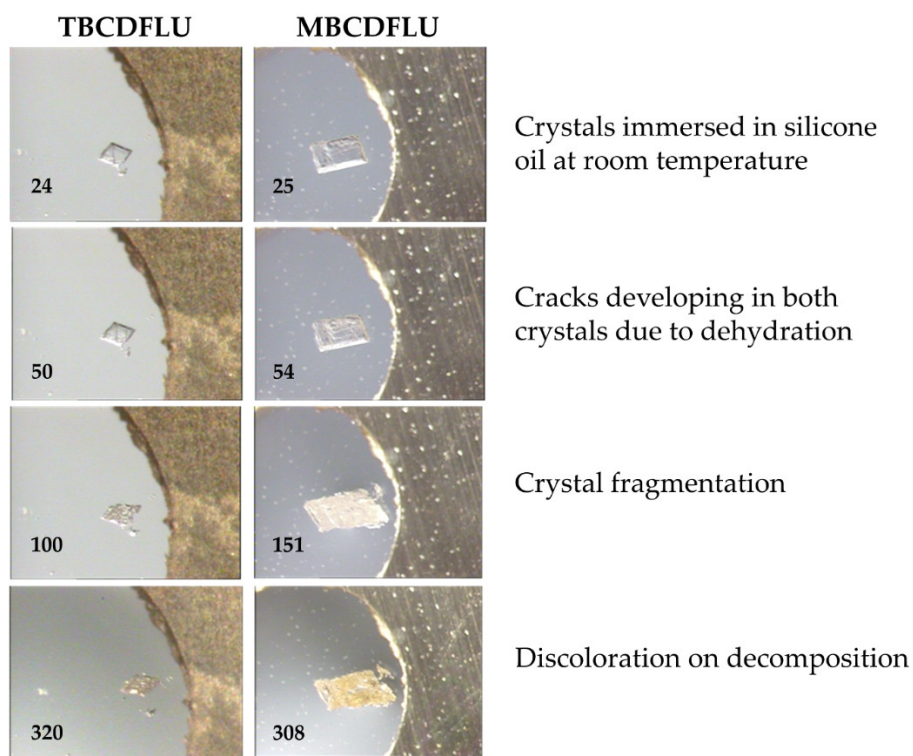 TBCDFLU MBCDFLU
24 25 Crystals immersed in silicone
oil at room temperature
50 54 Cracks developing in both
crystals due to dehydration
100 151 Crystal fragmentation
320 308 Discoloration on decomposition